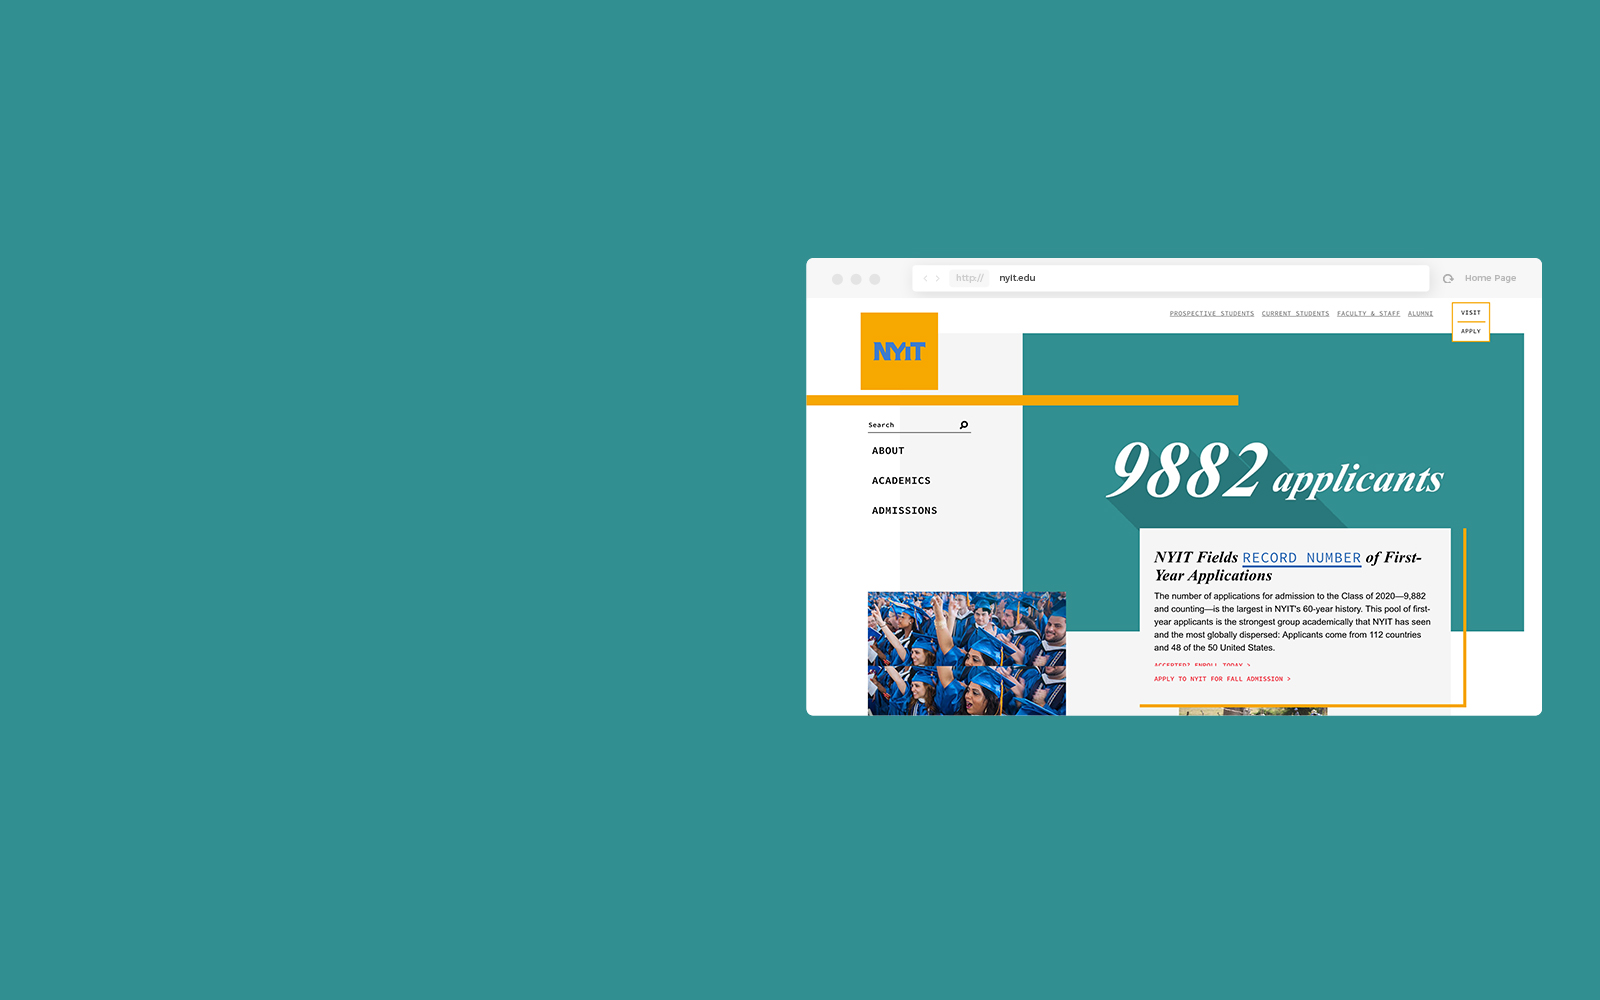 http:// nyit.edu Home Page
PROSPECTIVE STUDENTS CURRENT STUDENTS FACULTY & STAFF ALUMNI VISIT
APPLY
NYiT
Search
ABOUT
ACADEMICS
ADMISSIONS
9882 applicants
NYIT Fields RECORD NUMBER of First-
Year Applications
The number of applications for admission to the Class of 2020—9,882
and counting—is the largest in NYIT's 60-year history. This pool of first-
year applicants is the strongest group academically that NYIT has seen
and the most globally dispersed: Applicants come from 112 countries
and 48 of the 50 United States.
ACCEPTED? ENROLL TODAY >
APPLY TO NYIT FOR FALL ADMISSION >